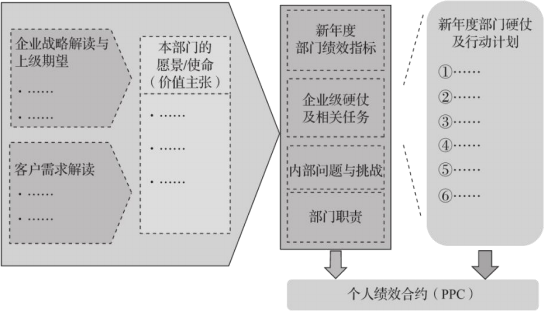 企业战略解读与
上级期望
· ……
· ……
客户需求解读
· ……
· ……
本部门的
愿景/使命
（价值主张）
· ……
· ……
· ……
新年度
部门绩效指标
企业级硬仗
及相关任务
内部问题与挑战
部门职责
新年度部门硬仗
及行动计划
①……
②……
③……
④……
⑤……
⑥……
个人绩效合约（PPC）